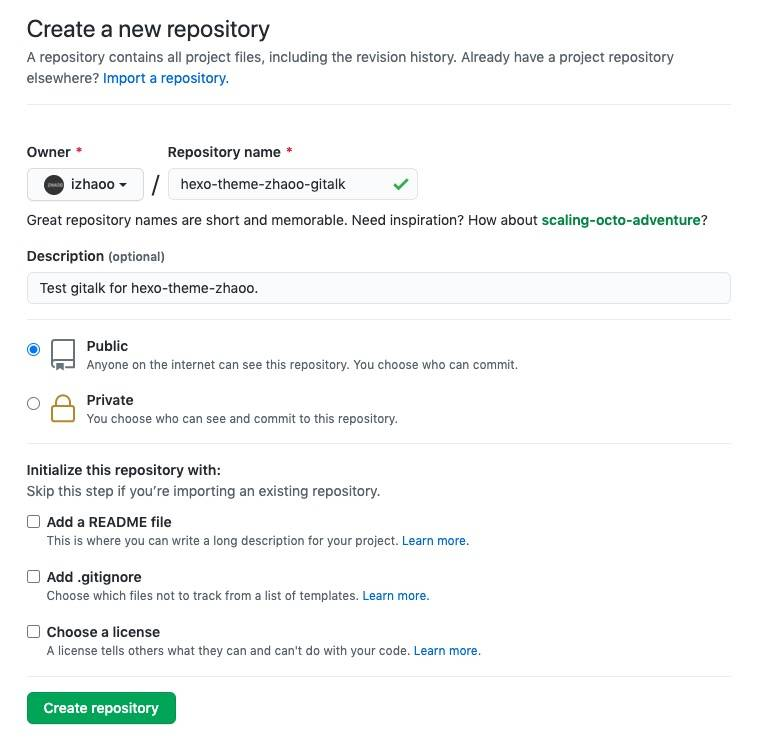 Create a new repository
A repository contains all project files, including the revision history. Already have a project repository
elsewhere? Import a repository.
Owner * Repository name *
izhaoo / hexo-theme-zhaoo-gitalk
Great repository names are short and memorable. Need inspiration? How about scaling-octo-adventure?
Description (optional)
Test gitalk for hexo-theme-zhaoo.
Public
Anyone on the internet can see this repository. You choose who can commit.
Private
You choose who can see and commit to this repository.
Initialize this repository with:
Skip this step if you’re importing an existing repository.
Add a README file
This is where you can write a long description for your project. Learn more.
Add .gitignore
Choose which files not to track from a list of templates. Learn more.
Choose a license
A license tells others what they can and can't do with your code. Learn more.
Create repository